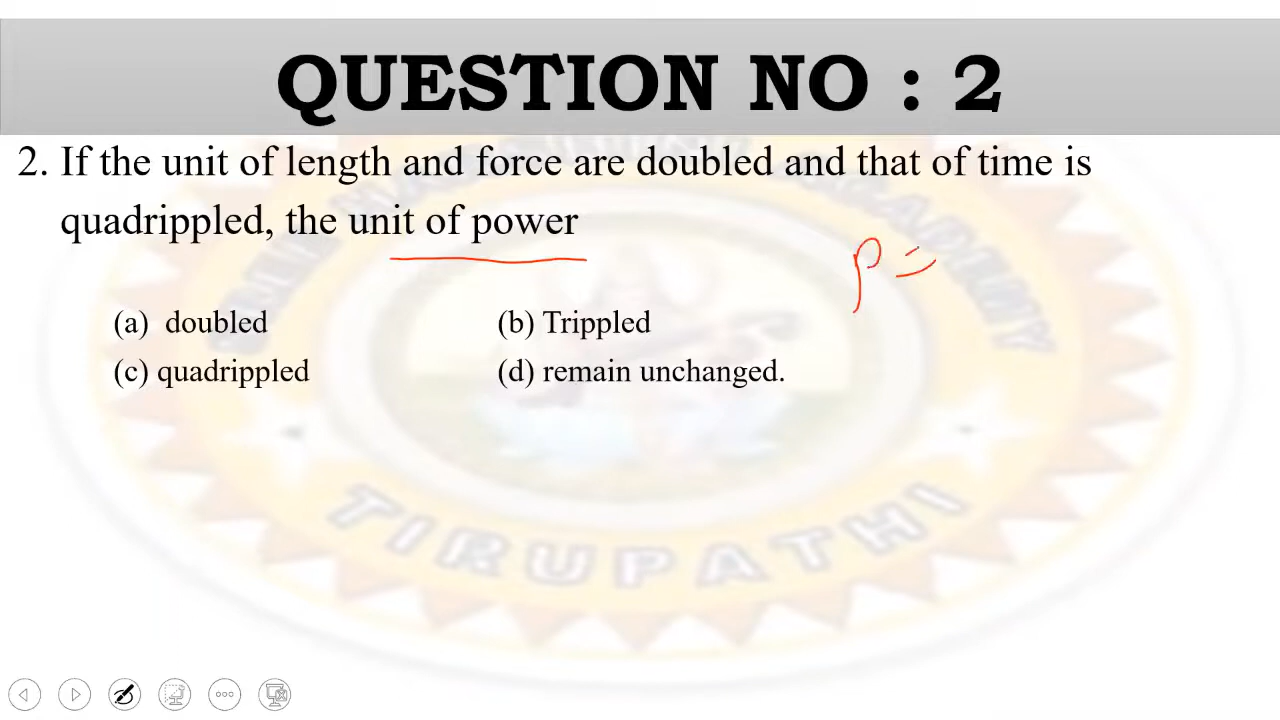 QUESTION NO : 2
2. If the unit of length and force are doubled and that of time is
quadrippled, the unit of power
P =
(a) doubled (b) Trippled
(c) quadrippled (d) remain unchanged.
TIRUPATHI